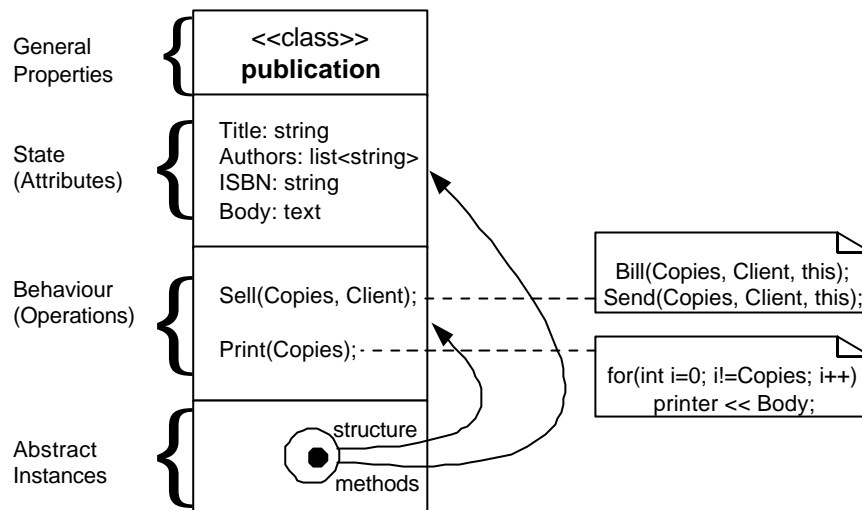 General
Properties
<<class>>
publication
State
(Attributes)
Title: string
Authors: list<string>
ISBN: string
Body: text
Behaviour
(Operations)
Sell(Copies, Client);
Print(Copies);
Bill(Copies, Client, this);
Send(Copies, Client, this);
for(int i=0; i!=Copies; i++)
printer << Body;
Abstract
Instances
structure
methods